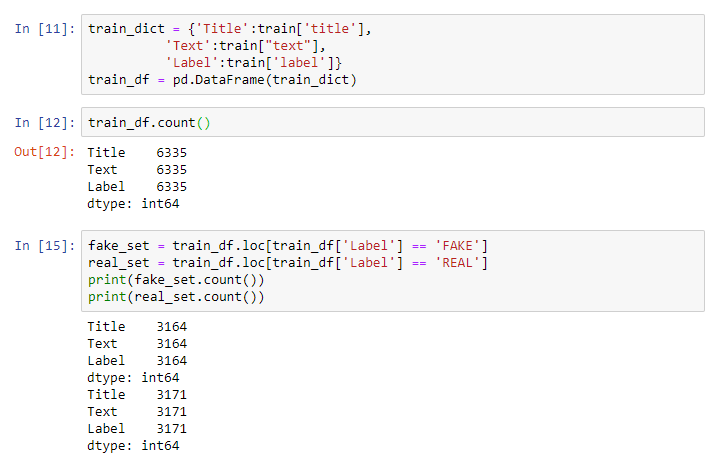 In [11]: train_dict = {'Title':train['title'],
'Text':train["text"],
'Label':train['label']}
train_df = pd.DataFrame(train_dict)
In [12]: train_df.count()
Out[12]: Title 6335
Text 6335
Label 6335
dtype: int64
In [15]: fake_set = train_df.loc[train_df['Label'] == 'FAKE']
real_set = train_df.loc[train_df['Label'] == 'REAL']
print(fake_set.count())
print(real_set.count())
Title 3164
Text 3164
Label 3164
dtype: int64
Title 3171
Text 3171
Label 3171
dtype: int64